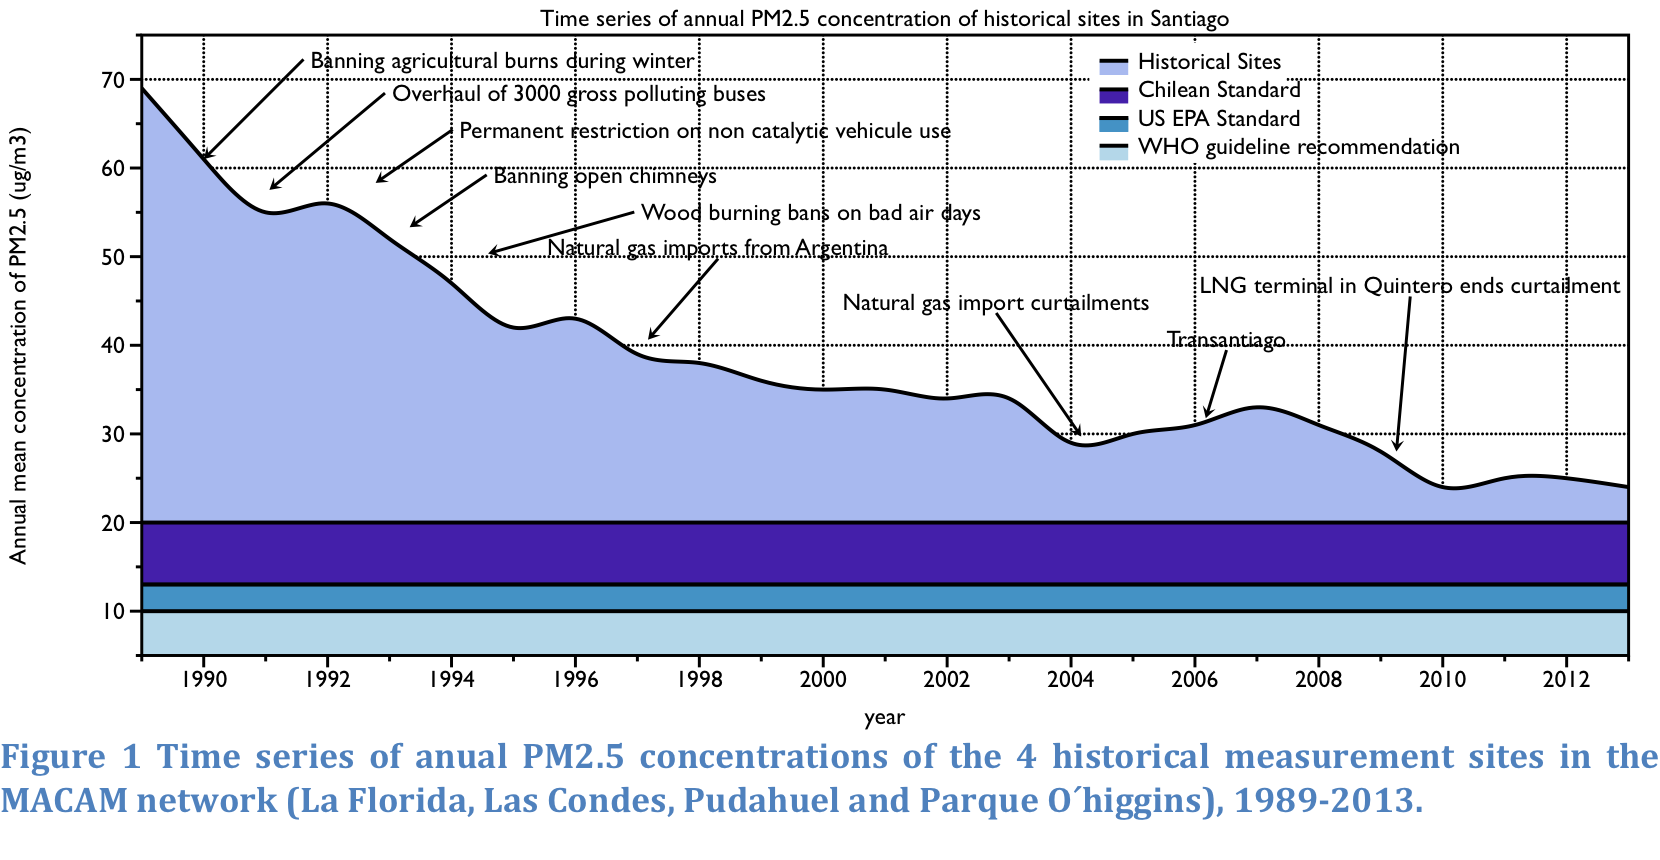 Time series of annual PM2.5 concentration of historical sites in Santiago
Annual mean concentration of PM2.5 (ug/m3)
70
60
50
40
30
20
10
Banning agricultural burns during winter
Overhaul of 3000 gross polluting buses
Permanent restriction on non catalytic vehicule use
Banning open chimneys
Wood burning bans on bad air days
Natural gas imports from Argentina
Natural gas import curtailments
Transantiago
LNG terminal in Quintero ends curtailment
Historical Sites
Chilean Standard
US EPA Standard
WHO guideline recommendation
1990 1992 1994 1996 1998 2000 2002 2004 2006 2008 2010 2012
year
Figure 1 Time series of anual PM2.5 concentrations of the 4 historical measurement sites in the
MACAM network (La Florida, Las Condes, Pudahuel and Parque O´higgins), 1989-2013.